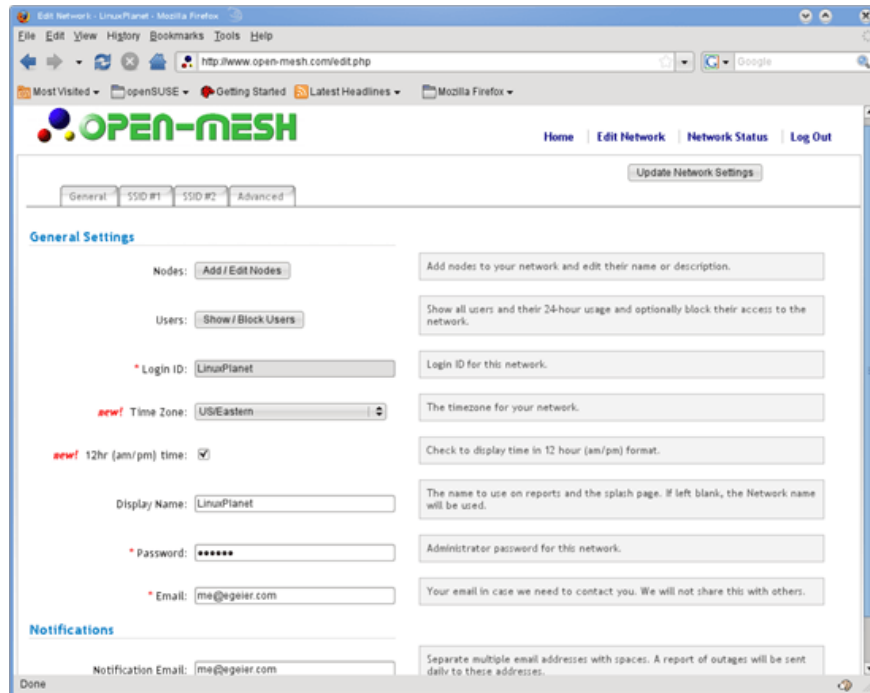 Edit Network - LinuxPlanet - Mozilla Firefox
File Edit View History Bookmarks Tools Help
http://www.open-mesh.com/edit.php
Google
Most Visited openSUSE Getting Started Latest Headlines Mozilla Firefox
OPEN-MESH
Home Edit Network Network Status Log Out
Update Network Settings
General SSID #1 SSID #2 Advanced
General Settings
Nodes: Add / Edit Nodes Add nodes to your network and edit their name or description.
Users: Show / Block Users Show all users and their 24-hour usage and optionally block their access to the
network.
* Login ID: LinuxPlanet Login ID for this network.
new! Time Zone: US/Eastern The timezone for your network.
new! 12hr (am/pm) time: Check to display time in 12 hour (am/pm) format.
Display Name: LinuxPlanet The name to use on reports and the splash page. If left blank, the Network name
will be used.
* Password: •••••• Administrator password for this network.
* Email: me@egeier.com Your email in case we need to contact you. We will not share this with others.
Notifications
Notification Email: me@egeier.com Separate multiple email addresses with spaces. A report of outages will be sent
daily to these addresses.
Done